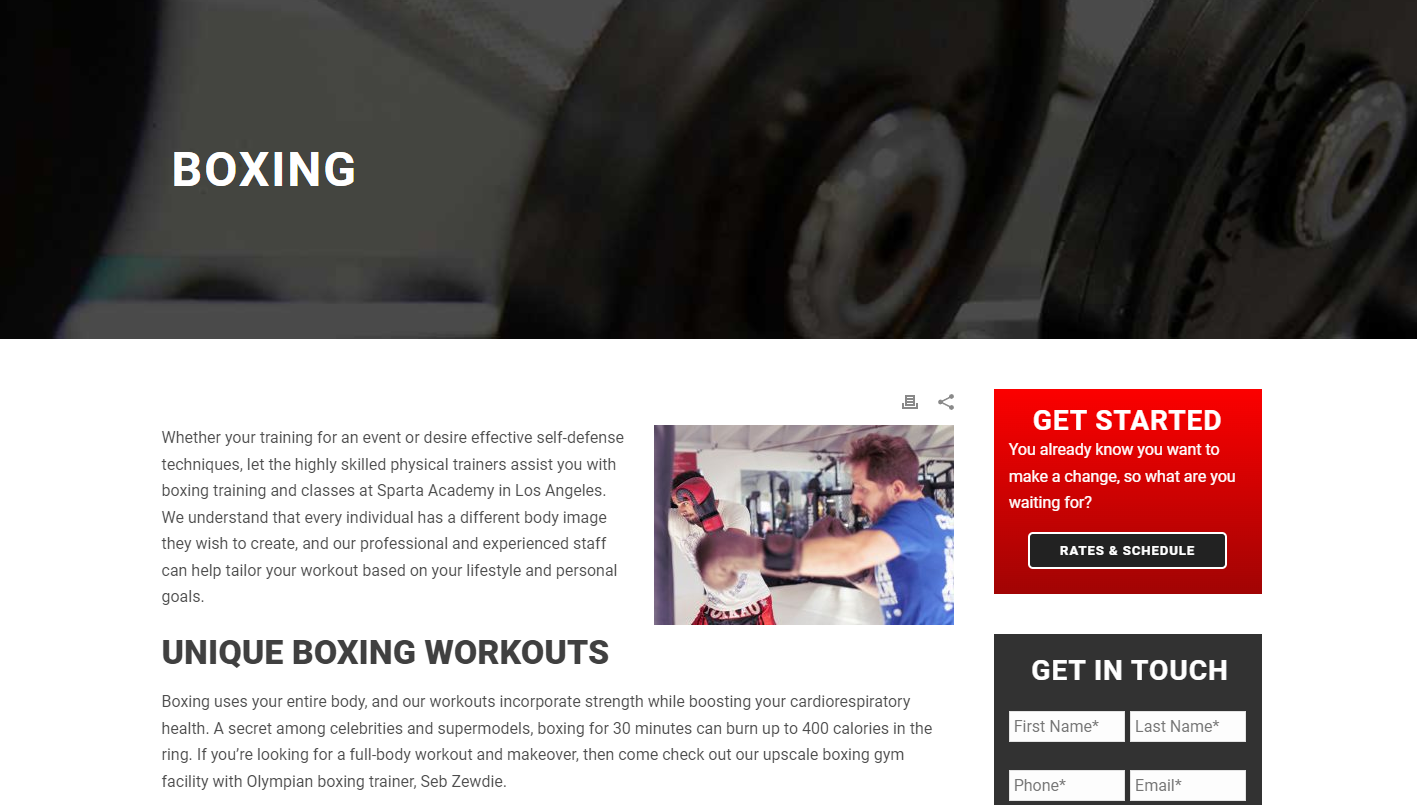 BOXING
Whether your training for an event or desire effective self-defense
techniques, let the highly skilled physical trainers assist you with
boxing training and classes at Sparta Academy in Los Angeles.
We understand that every individual has a different body image
they wish to create, and our professional and experienced staff
can help tailor your workout based on your lifestyle and personal
goals.
UNIQUE BOXING WORKOUTS
Boxing uses your entire body, and our workouts incorporate strength while boosting your cardiorespiratory
health. A secret among celebrities and supermodels, boxing for 30 minutes can burn up to 400 calories in the
ring. If you’re looking for a full-body workout and makeover, then come check out our upscale boxing gym
facility with Olympian boxing trainer, Seb Zewdie.
GET STARTED
You already know you want to
make a change, so what are you
waiting for?
RATES & SCHEDULE
GET IN TOUCH
First Name* Last Name*
Phone* Email*